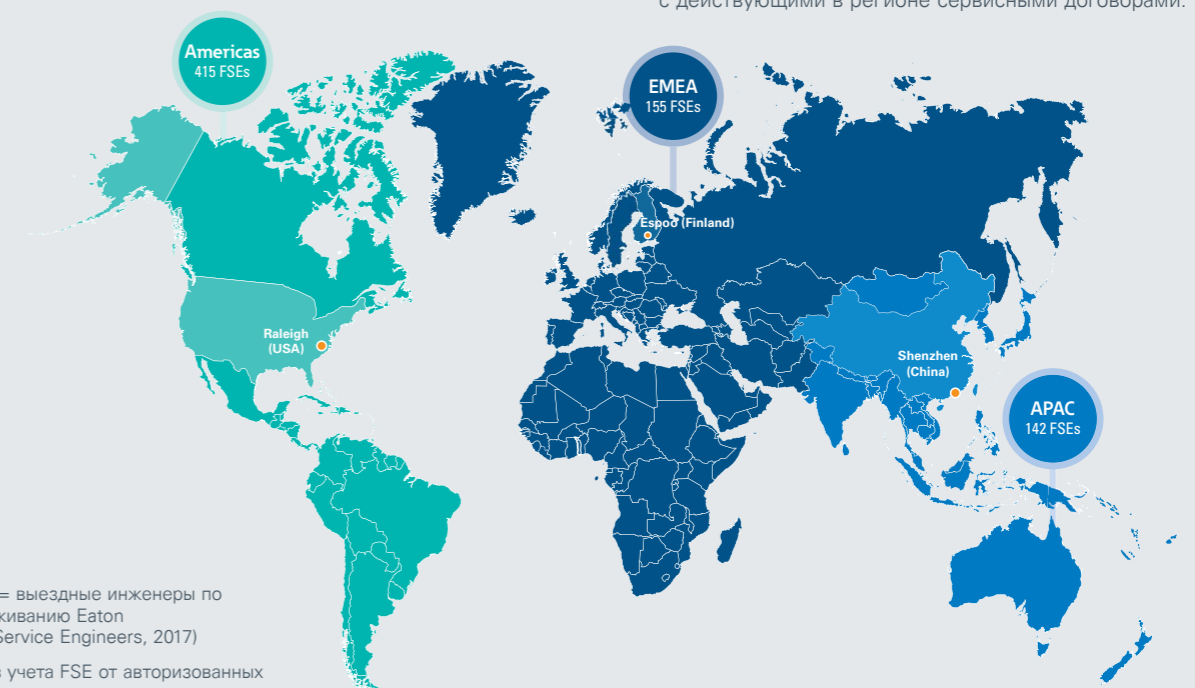 с действующими в регионе сервисными договорами.
Americas
415 FSEs
EMEA
155 FSEs
Espoo (Finland)
Raleigh
(USA)
Shenzhen
(China)
APAC
142 FSEs
= выездные инженеры по
живанию Eaton
Service Engineers, 2017)
учета FSE от авторизованных